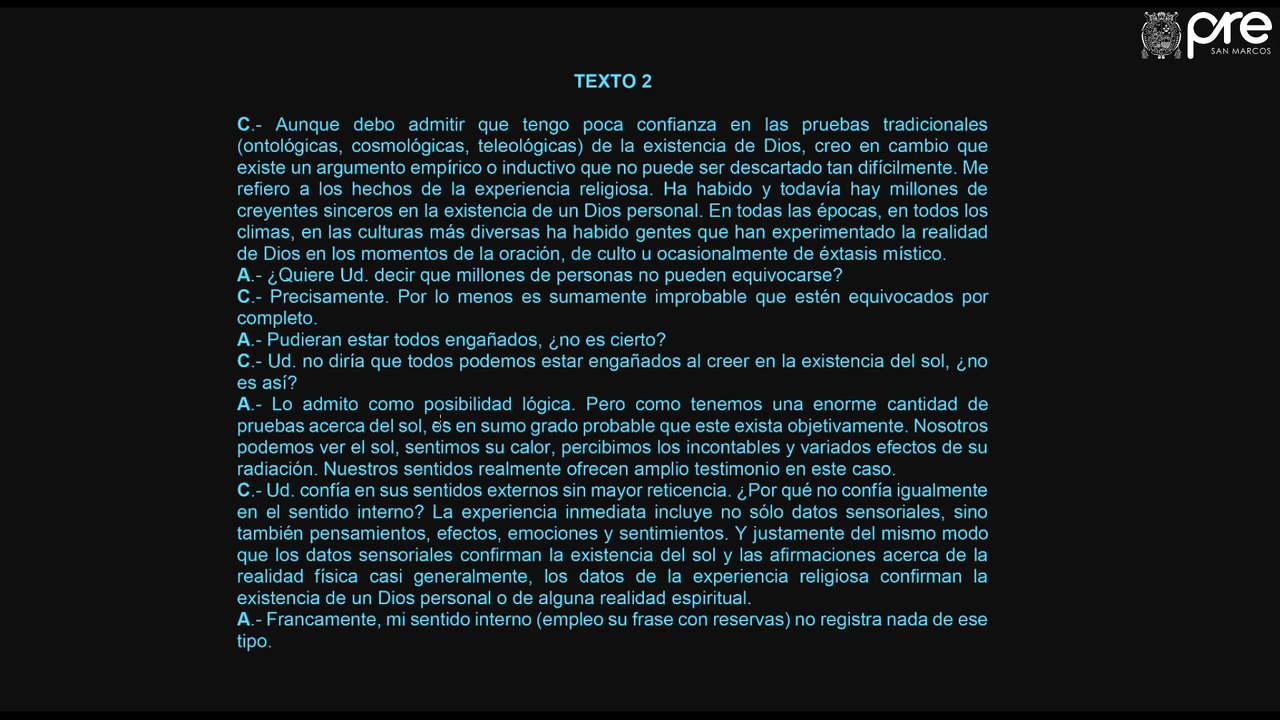 pre
SAN MARCOS
TEXTO 2
C.- Aunque debo admitir que tengo poca confianza en las pruebas tradicionales
(ontológicas, cosmológicas, teleológicas) de la existencia de Dios, creo en cambio que
existe un argumento empírico o inductivo que no puede ser descartado tan difícilmente. Me
refiero a los hechos de la experiencia religiosa. Ha habido y todavía hay millones de
creyentes sinceros en la existencia de un Dios personal. En todas las épocas, en todos los
climas, en las culturas más diversas ha habido gentes que han experimentado la realidad
de Dios en los momentos de la oración, de culto u ocasionalmente de éxtasis místico.
A.- ¿Quiere Ud. decir que millones de personas no pueden equivocarse?
C.- Precisamente. Por lo menos es sumamente improbable que estén equivocados por
completo.
A.- Pudieran estar todos engañados, ¿no es cierto?
C.- Ud. no diría que todos podemos estar engañados al creer en la existencia del sol, ¿no
es así?
A.- Lo admito como posibilidad lógica. Pero como tenemos una enorme cantidad de
pruebas acerca del sol, es en sumo grado probable que este exista objetivamente. Nosotros
podemos ver el sol, sentimos su calor, percibimos los incontables y variados efectos de su
radiación. Nuestros sentidos realmente ofrecen amplio testimonio en este caso.
C.- Ud. confía en sus sentidos externos sin mayor reticencia. ¿Por qué no confía igualmente
en el sentido interno? La experiencia inmediata incluye no sólo datos sensoriales, sino
también pensamientos, efectos, emociones y sentimientos. Y justamente del mismo modo
que los datos sensoriales confirman la existencia del sol y las afirmaciones acerca de la
realidad física casi generalmente, los datos de la experiencia religiosa confirman la
existencia de un Dios personal o de alguna realidad espiritual.
A.- Francamente, mi sentido interno (empleo su frase con reservas) no registra nada de ese
tipo.